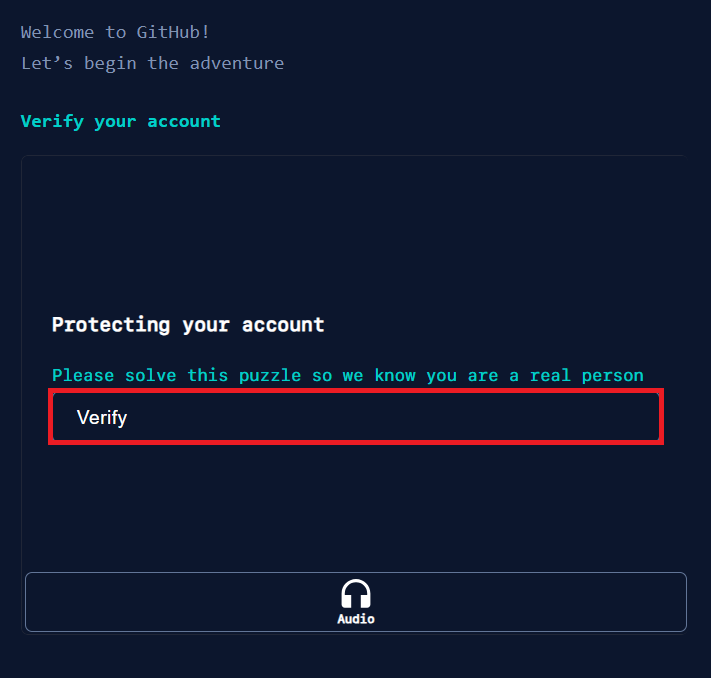 Welcome to GitHub!
Let’s begin the adventure
Verify your account
Protecting your account
Please solve this puzzle so we know you are a real person
Verify
Audio